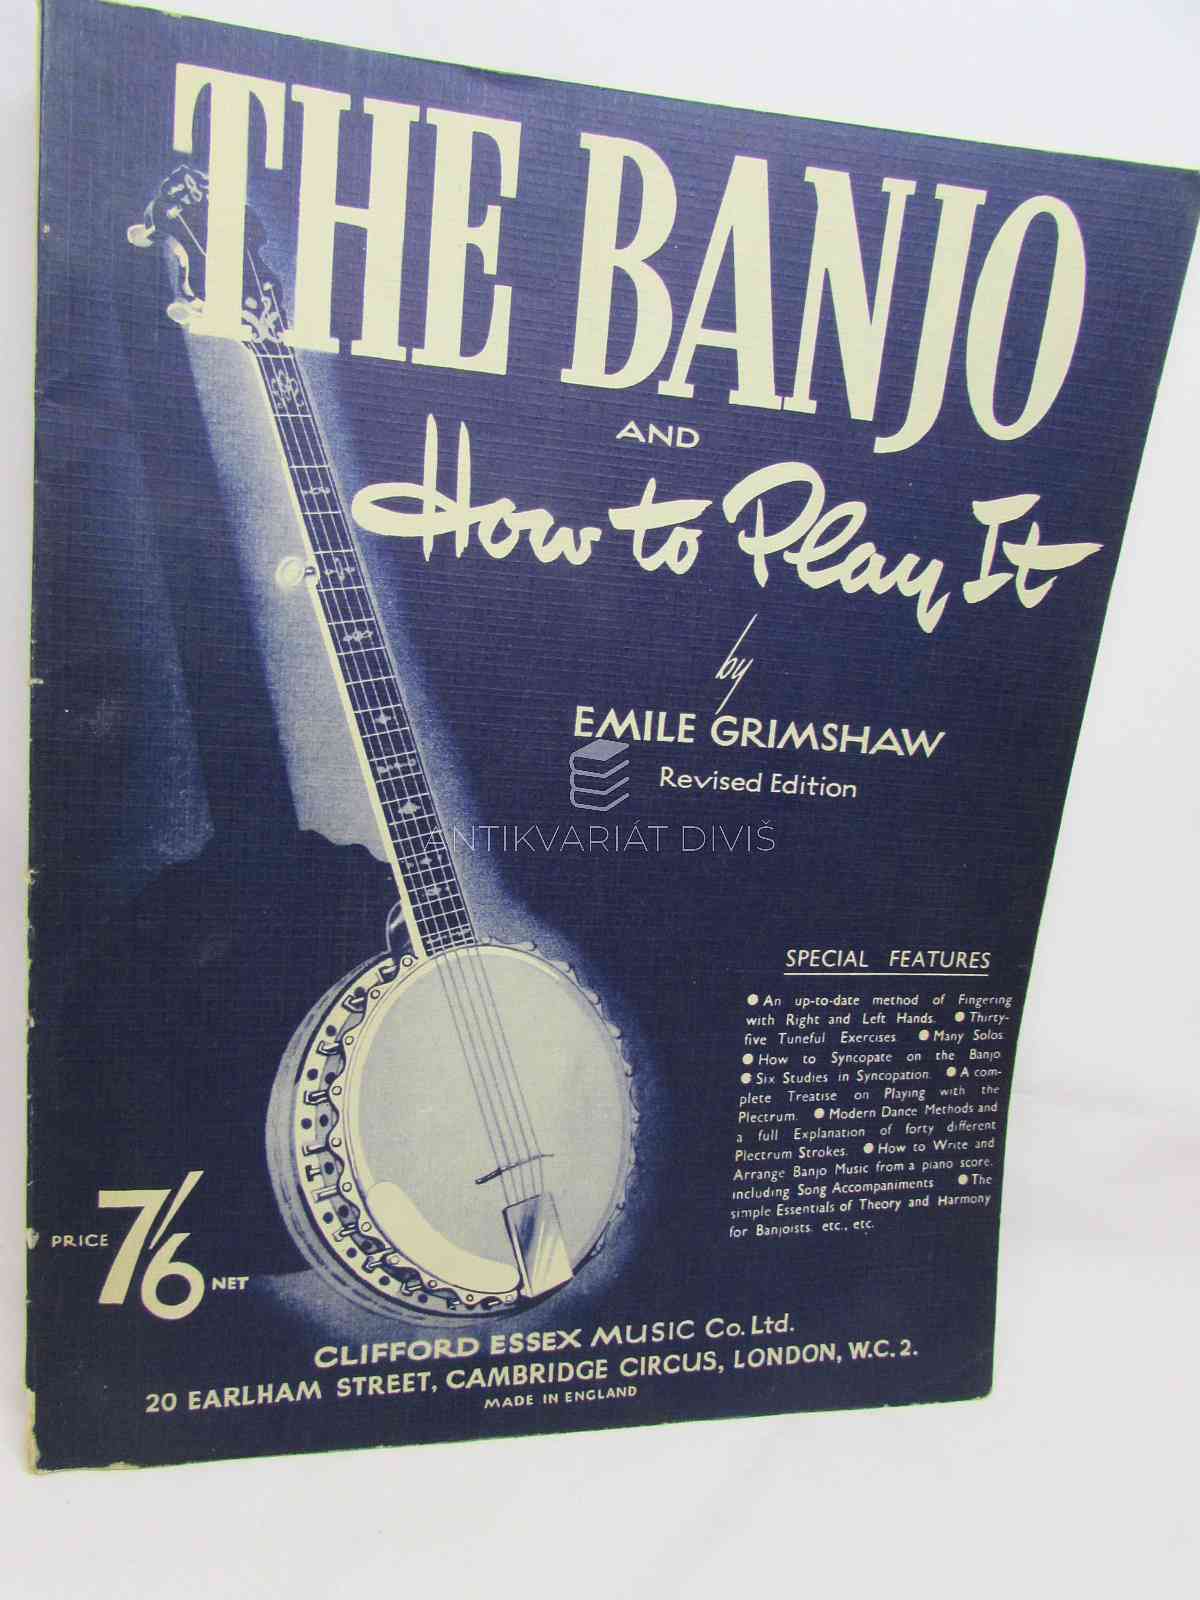 THE BANJO
AND
How to Play It
by
EMILE GRIMSHAW
Revised Edition
ANTIKVARIÁT DIVIŠ
SPECIAL FEATURES
● An up-to-date method of Fingering
with Right and Left Hands. ● Thirty-
five Tuneful Exercises. ● Many Solos.
● How to Syncopate on the Banjo.
● Six Studies in Syncopation. ● A com-
plete Treatise on Playing with the
Plectrum. ● Modern Dance Methods and
a full Explanation of forty different
Plectrum Strokes. ● How to Write and
Arrange Banjo Music from a piano score,
including Song Accompaniments ● The
simple Essentials of Theory and Harmony
for Banjoists, etc., etc.
PRICE 7/6 NET
CLIFFORD ESSEX MUSIC Co. Ltd.
20 EARLHAM STREET, CAMBRIDGE CIRCUS, LONDON, W.C.2.
MADE IN ENGLAND